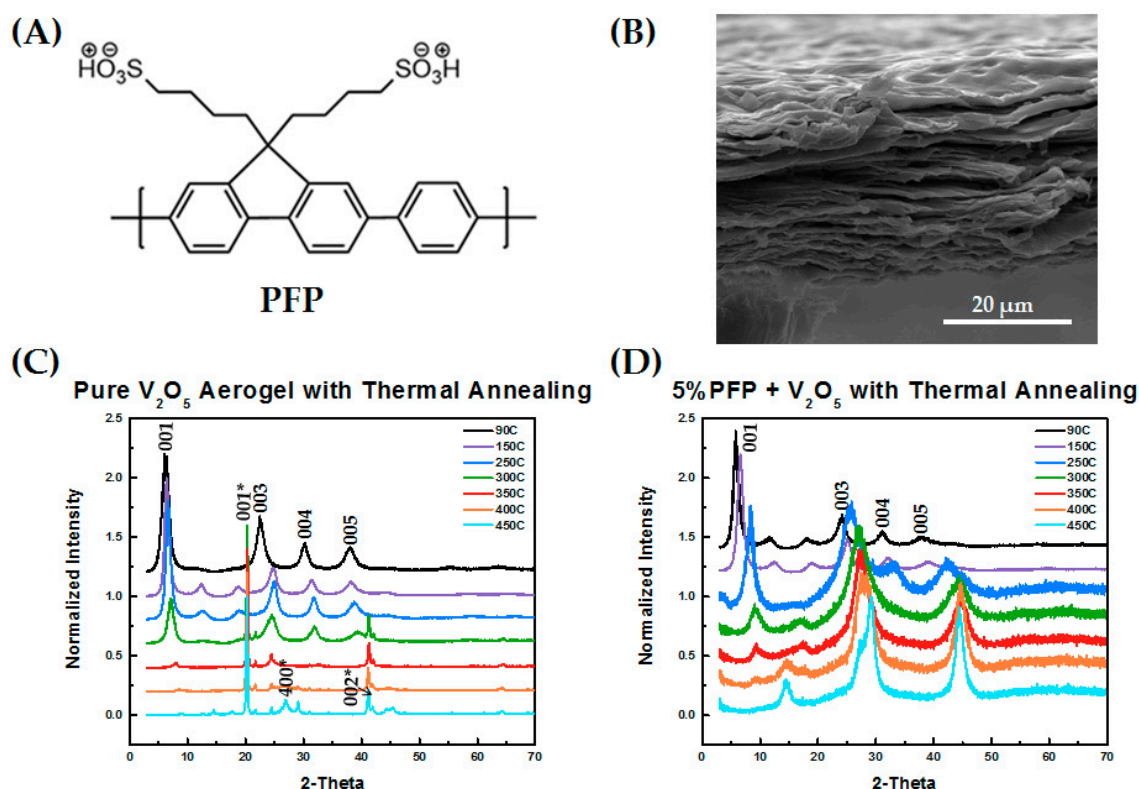 (A)
⊕ ⊖
HO₃S
⊖ ⊕
SO₃H
PFP
(B)
20 µm
(C)
Pure V₂O₅ Aerogel with Thermal Annealing
2.5
2.0
1.5
1.0
0.5
0.0
Normalized Intensity
001
001*
003
004
005
400*
002*
90C
150C
250C
300C
350C
400C
450C
0 10 20 30 40 50 60 70
2-Theta
(D)
5% PFP + V₂O₅ with Thermal Annealing
2.5
2.0
1.5
1.0
0.5
0.0
Normalized Intensity
001
003
004
005
90C
150C
250C
300C
350C
400C
450C
0 10 20 30 40 50 60 70
2-Theta